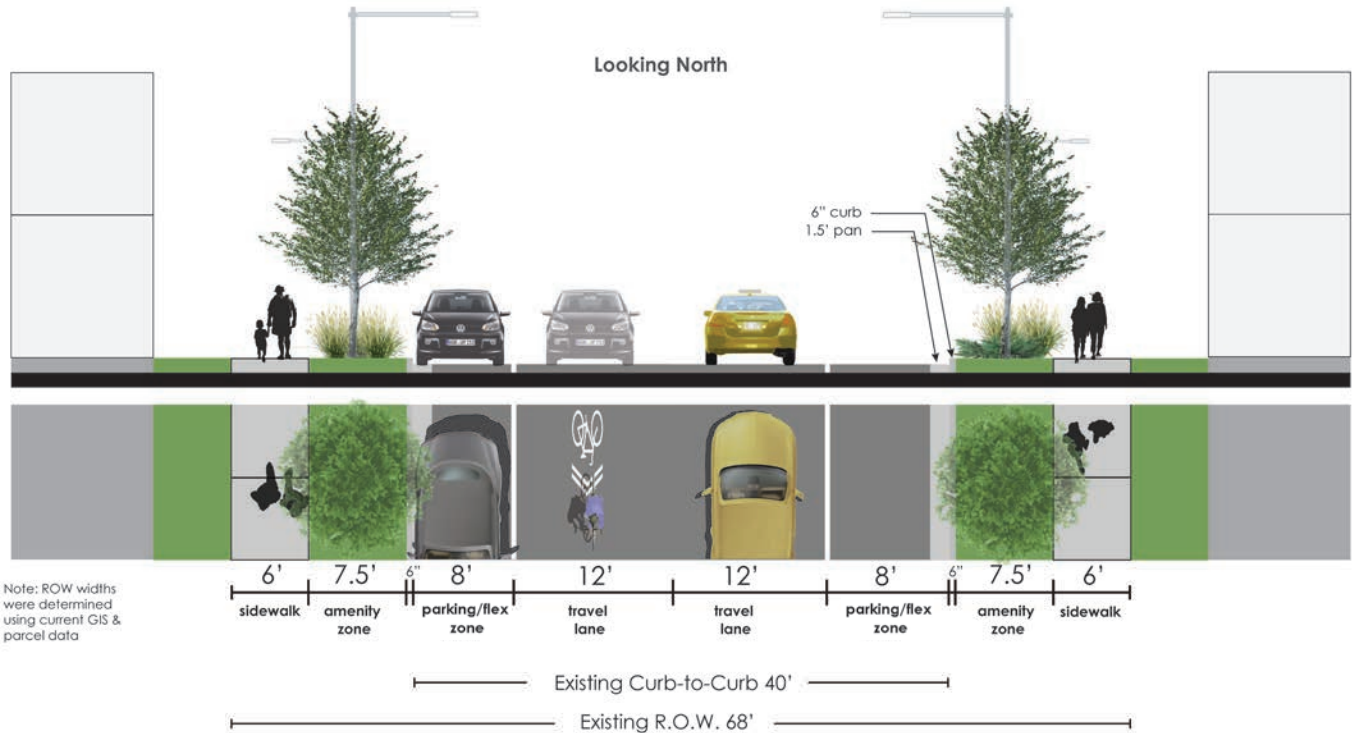 Looking North
6" curb
1.5' pan
6' 7.5' 6" 8' 12' 12' 8' 6" 7.5' 6'
sidewalk amenity zone parking/flex zone travel lane travel lane parking/flex zone amenity zone sidewalk
Note: ROW widths
were determined
using current GIS &
parcel data
Existing Curb-to-Curb 40'
Existing R.O.W. 68'